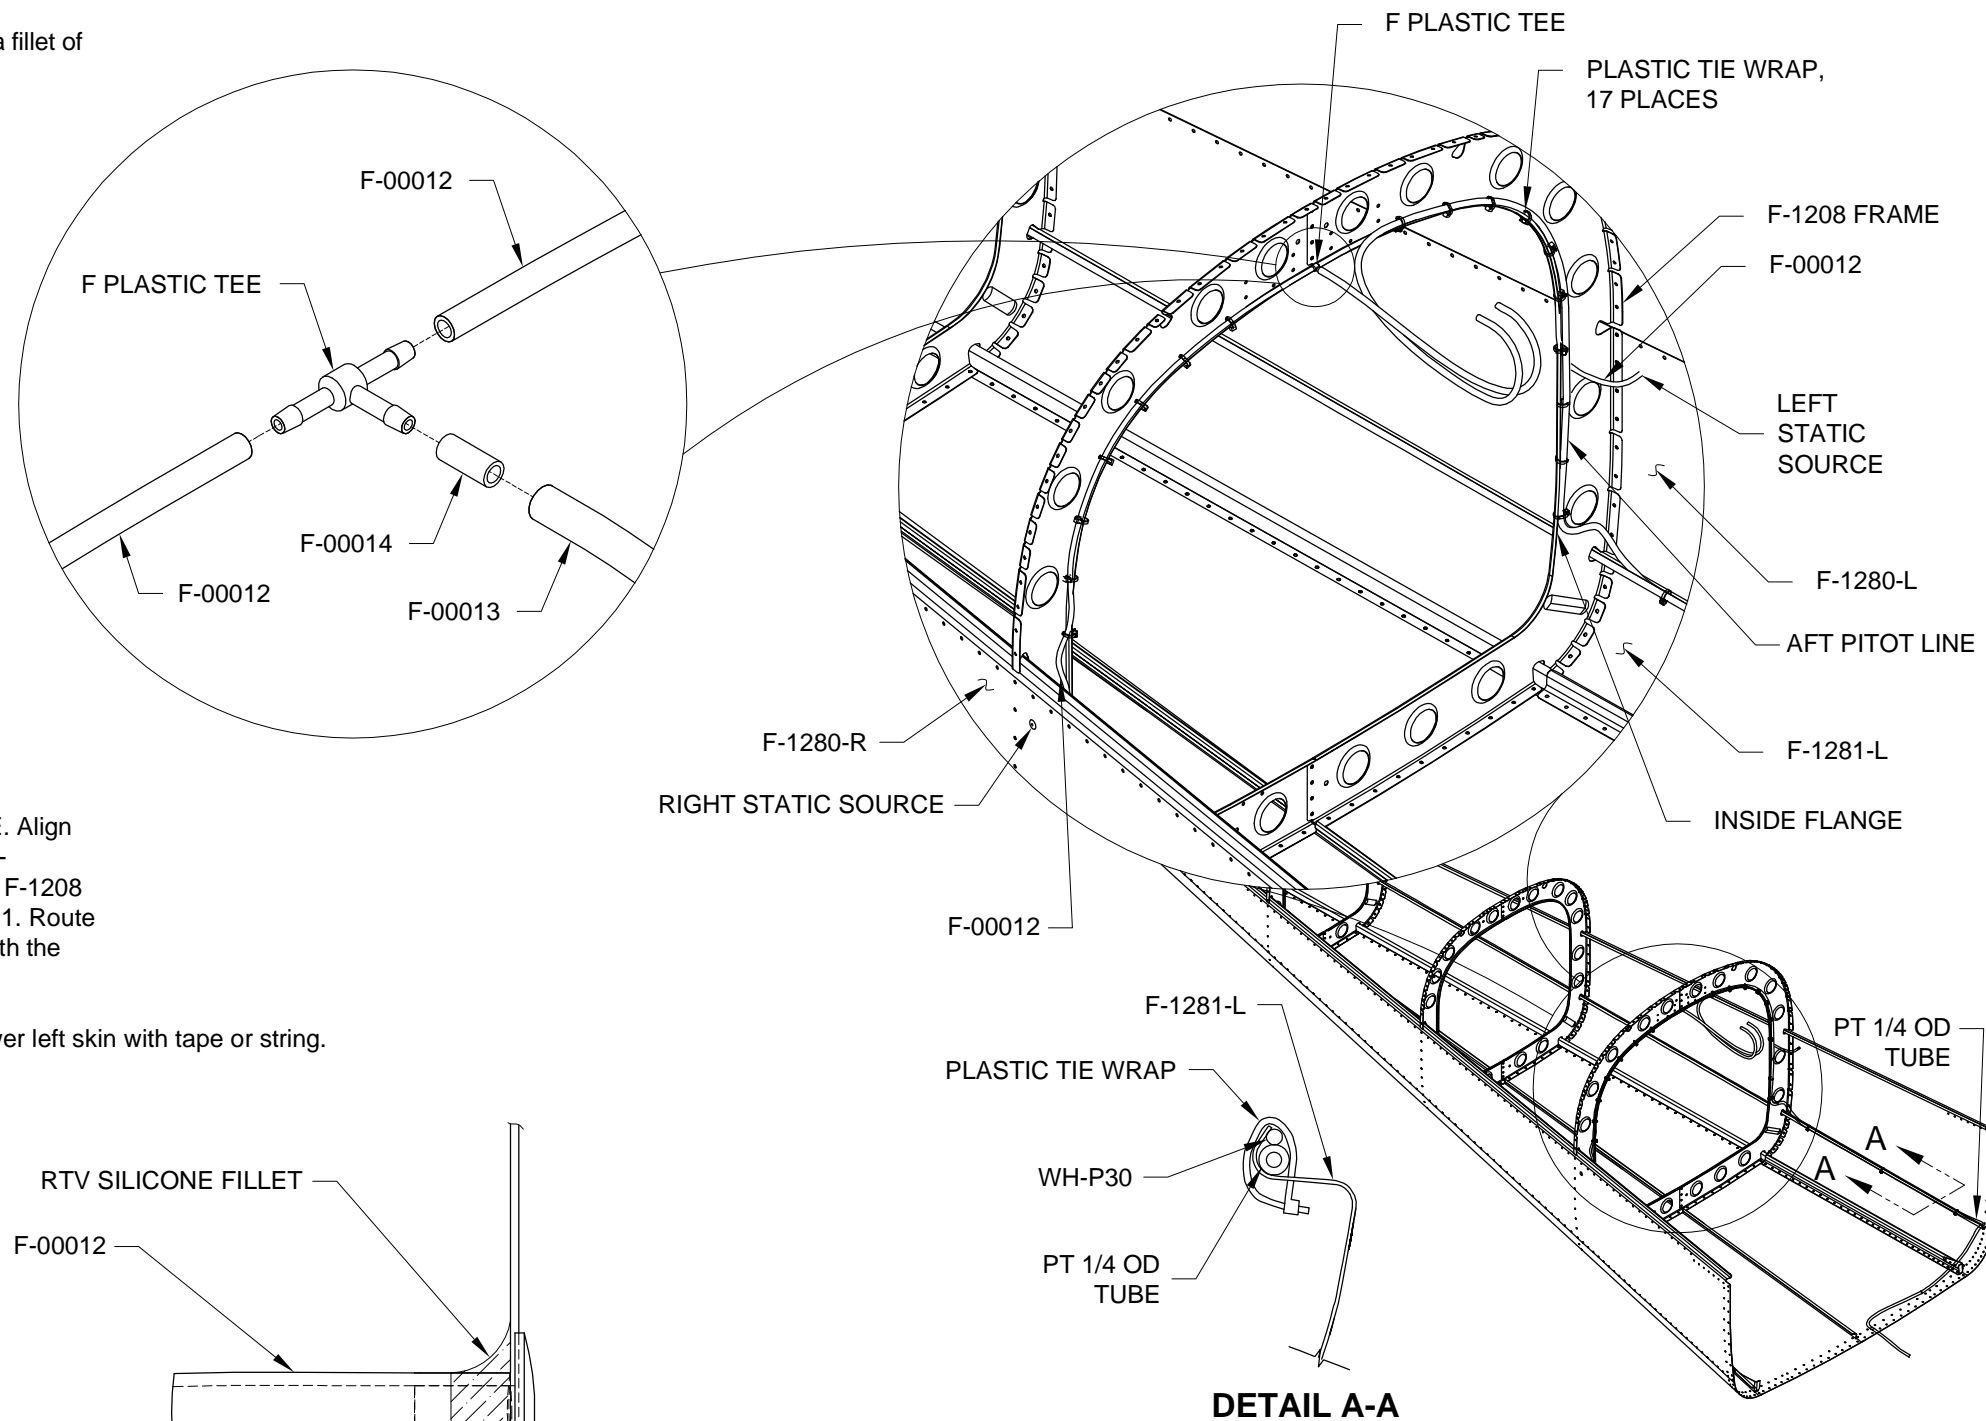 a fillet of
F PLASTIC TEE
PLASTIC TIE WRAP,
17 PLACES
F-00012
F-1208 FRAME
F-00012
F PLASTIC TEE
LEFT
STATIC
SOURCE
F-00014
F-00012
F-00013
F-1280-L
AFT PITOT LINE
F-1280-R
F-1281-L
RIGHT STATIC SOURCE
INSIDE FLANGE
. Align
-
F-1208
1. Route
the
F-00012
left skin with tape or string.
F-1281-L
PT 1/4 OD
TUBE
PLASTIC TIE WRAP
A
A
RTV SILICONE FILLET
WH-P30
F-00012
PT 1/4 OD
TUBE
DETAIL A-A